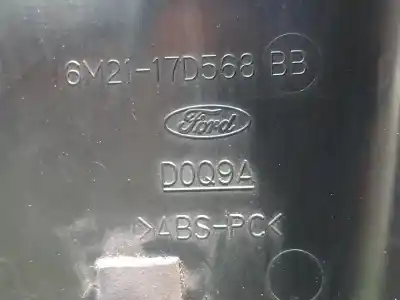 6M21-17D568 BB
Ford
D0Q9A
>ABS-PC<